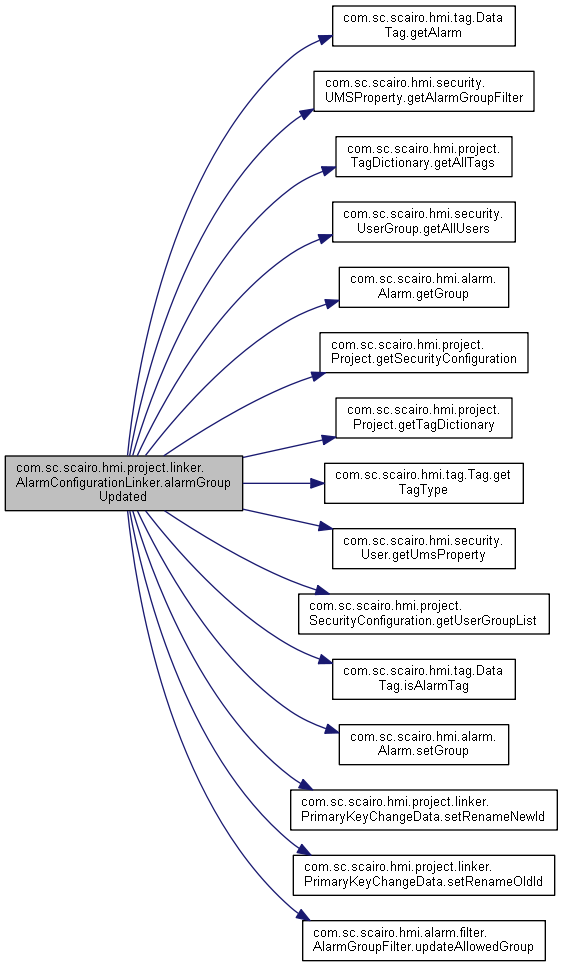 com.sc.scairo.hmi.tag.Data
Tag.getAlarm
com.sc.scairo.hmi.security.
UMSProperty.getAlarmGroupFilter
com.sc.scairo.hmi.project.
TagDictionary.getAllTags
com.sc.scairo.hmi.security.
UserGroup.getAllUsers
com.sc.scairo.hmi.alarm.
Alarm.getGroup
com.sc.scairo.hmi.project.
Project.getSecurityConfiguration
com.sc.scairo.hmi.project.
Project.getTagDictionary
com.sc.scairo.hmi.project.linker.
AlarmConfigurationLinker.alarmGroup
Updated
com.sc.scairo.hmi.tag.Tag.get
TagType
com.sc.scairo.hmi.security.
User.getUmsProperty
com.sc.scairo.hmi.project.
SecurityConfiguration.getUserGroupList
com.sc.scairo.hmi.tag.Data
Tag.isAlarmTag
com.sc.scairo.hmi.alarm.
Alarm.setGroup
com.sc.scairo.hmi.project.linker.
PrimaryKeyChangeData.setRenameNewId
com.sc.scairo.hmi.project.linker.
PrimaryKeyChangeData.setRenameOldId
com.sc.scairo.hmi.alarm.filter.
AlarmGroupFilter.updateAllowedGroup